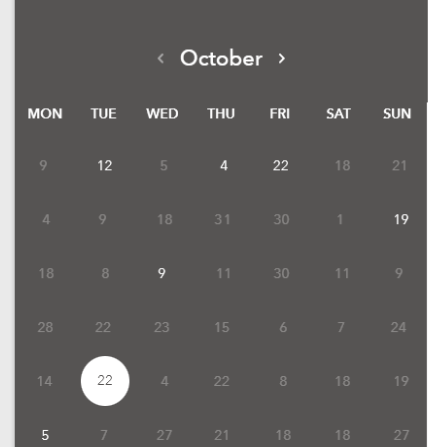 ‹ October ›
MON TUE WED THU FRI SAT SUN
9 12 5 4 22 18 21
4 9 18 31 30 1 19
18 8 9 11 30 11 9
28 22 23 15 6 7 24
14 22 4 22 8 18 19
5 7 27 21 18 18 27